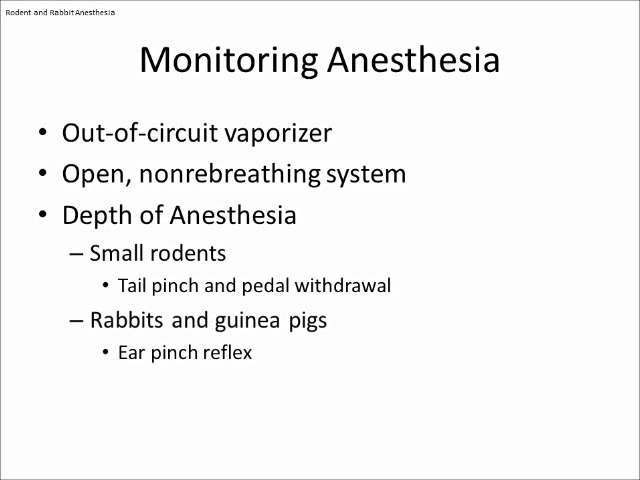 Rodent and Rabbit Anesthesia
Monitoring Anesthesia
• Out-of-circuit vaporizer
• Open, nonrebreathing system
• Depth of Anesthesia
– Small rodents
• Tail pinch and pedal withdrawal
– Rabbits and guinea pigs
• Ear pinch reflex